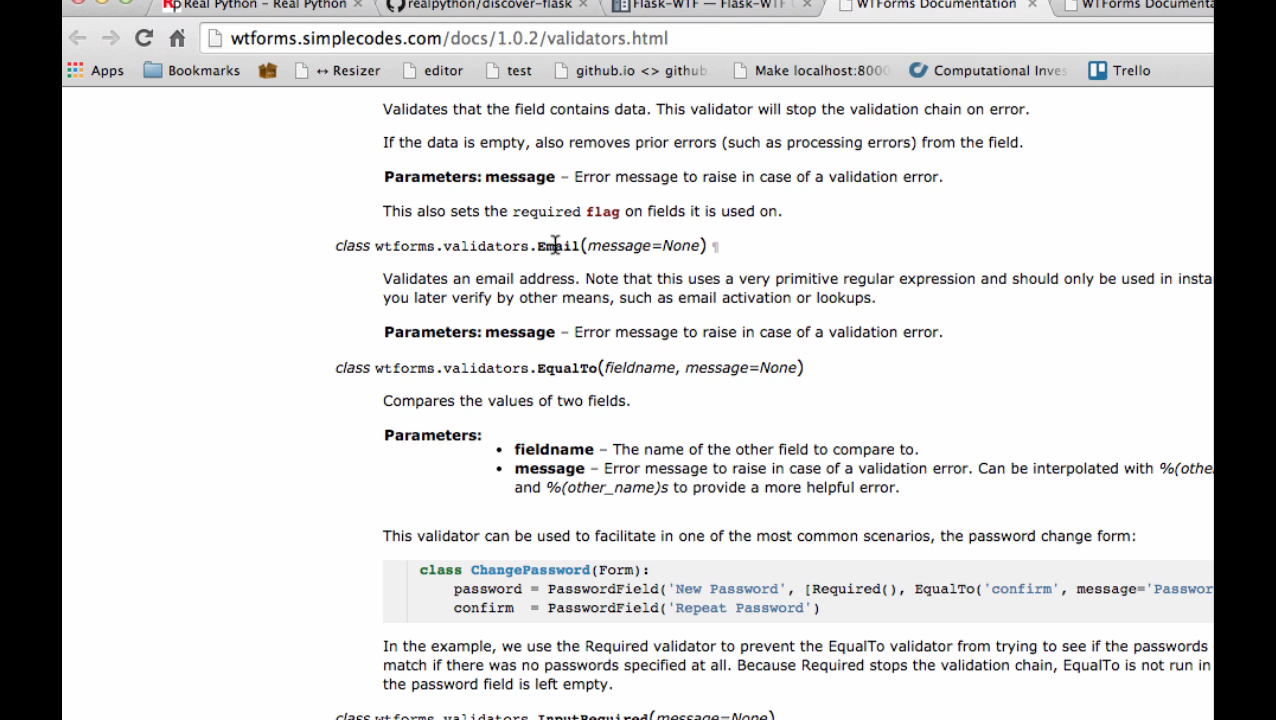 Real Python - Real Python
realpython/discover-flask
Flask-WTF — Flask-WTF
WTForms Documentation
WTForms Documenta
wtforms.simplecodes.com/docs/1.0.2/validators.html
Apps
Bookmarks
↔ Resizer
editor
test
github.io <> github.
Make localhost:8000
Computational Inves
Trello
Validates that the field contains data. This validator will stop the validation chain on error.
If the data is empty, also removes prior errors (such as processing errors) from the field.
Parameters: message – Error message to raise in case of a validation error.
This also sets the required flag on fields it is used on.
class wtforms.validators.Email(message=None) ¶
Validates an email address. Note that this uses a very primitive regular expression and should only be used in insta
you later verify by other means, such as email activation or lookups.
Parameters: message – Error message to raise in case of a validation error.
class wtforms.validators.EqualTo(fieldname, message=None)
Compares the values of two fields.
Parameters:
• fieldname – The name of the other field to compare to.
• message – Error message to raise in case of a validation error. Can be interpolated with %(othe
and %(other_name)s to provide a more helpful error.
This validator can be used to facilitate in one of the most common scenarios, the password change form:
class ChangePassword(Form):
password = PasswordField('New Password', [Required(), EqualTo('confirm', message='Passwor
confirm = PasswordField('Repeat Password')
In the example, we use the Required validator to prevent the EqualTo validator from trying to see if the passwords
match if there was no passwords specified at all. Because Required stops the validation chain, EqualTo is not run in
the password field is left empty.
class wtforms.validators.InputRequired(message=None)